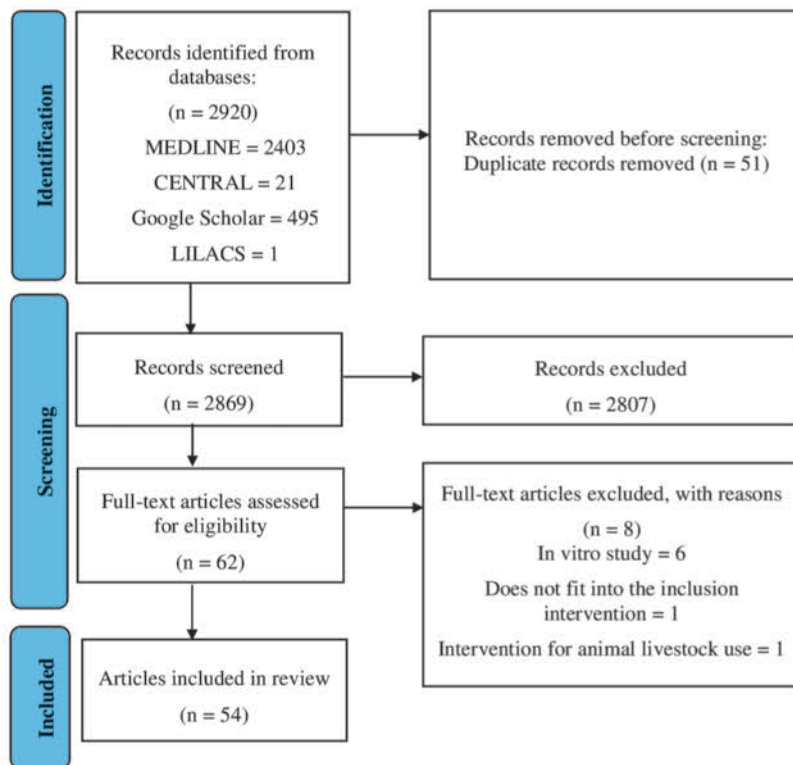 Identification
Records identified from
databases:
(n = 2920)
MEDLINE = 2403
CENTRAL = 21
Google Scholar = 495
LILACS = 1
Records removed before screening:
Duplicate records removed (n = 51)
Screening
Records screened
(n = 2869)
Records excluded
(n = 2807)
Full-text articles assessed
for eligibility
(n = 62)
Full-text articles excluded, with reasons
(n = 8)
In vitro study = 6
Does not fit into the inclusion
intervention = 1
Intervention for animal livestock use = 1
Included
Articles included in review
(n = 54)